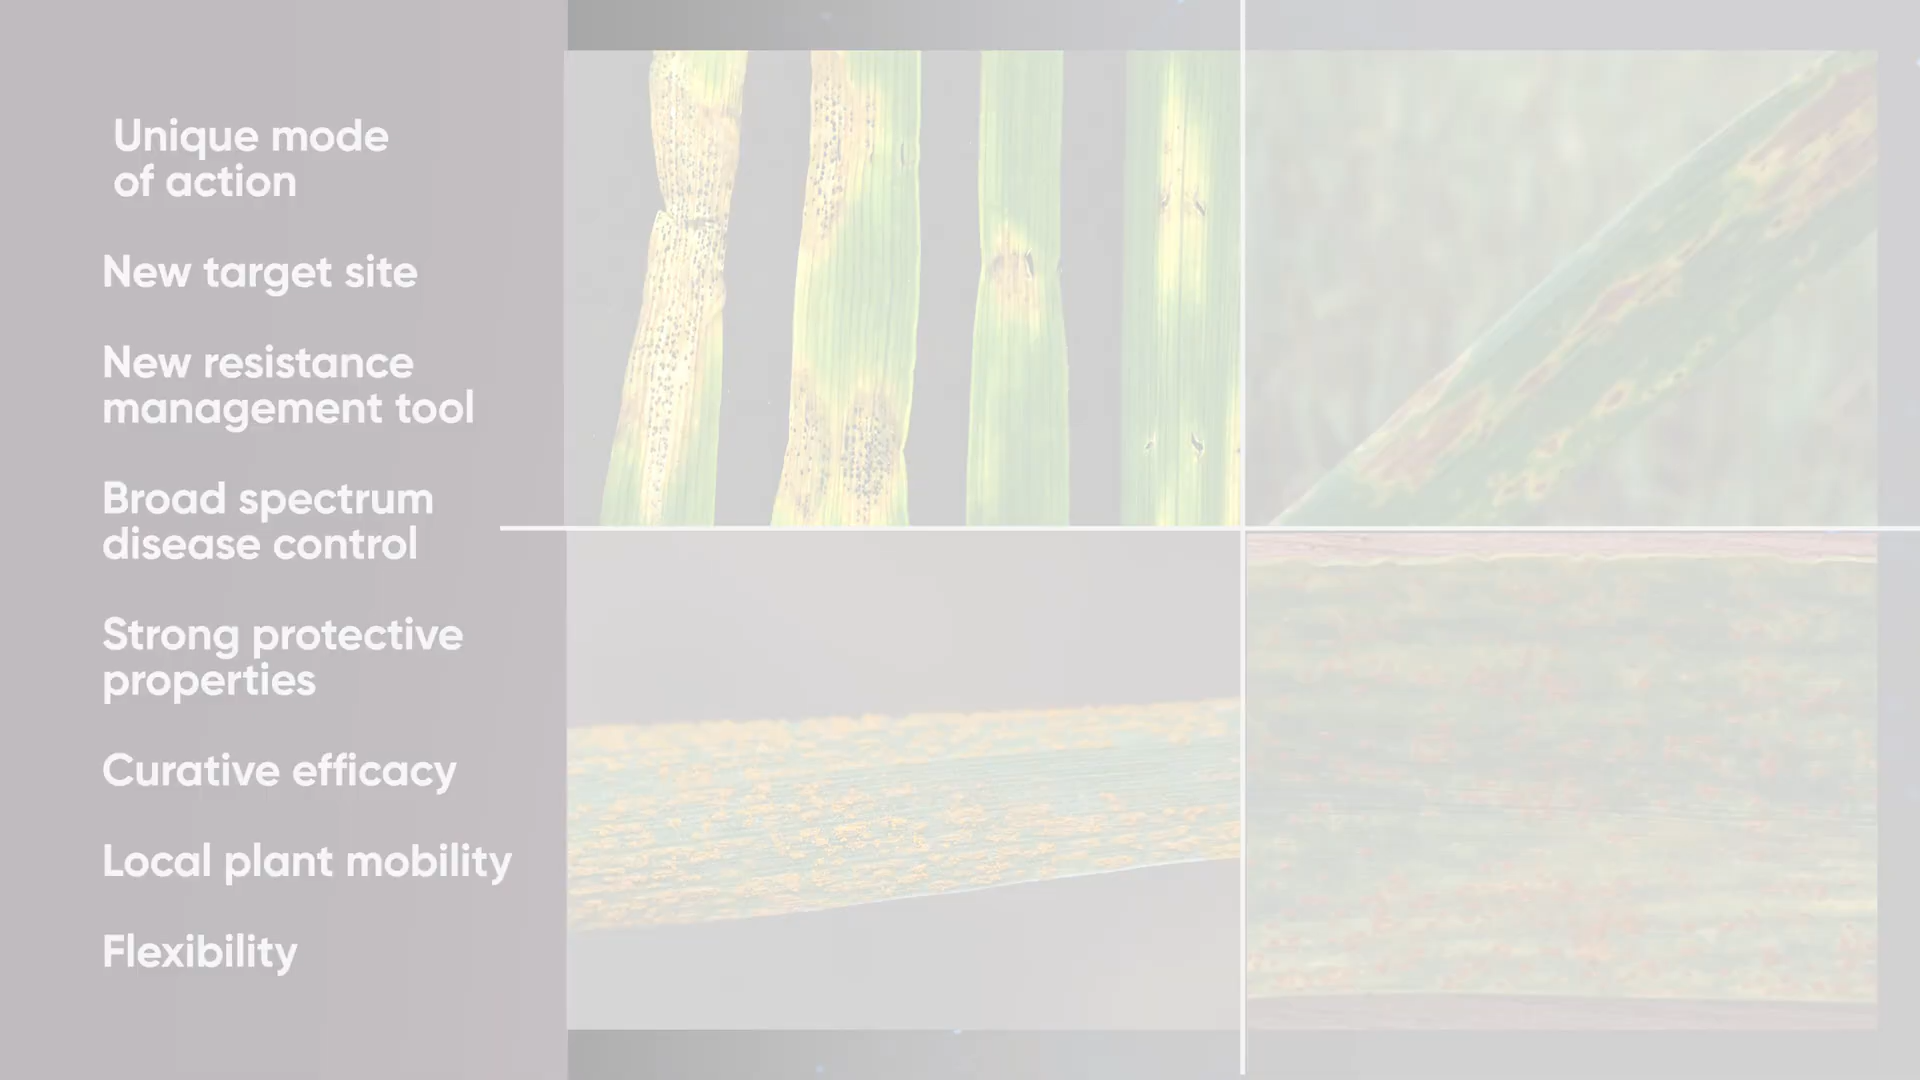 Unique mode
of action
New target site
New resistance
management tool
Broad spectrum
disease control
Strong protective
properties
Curative efficacy
Local plant mobility
Flexibility